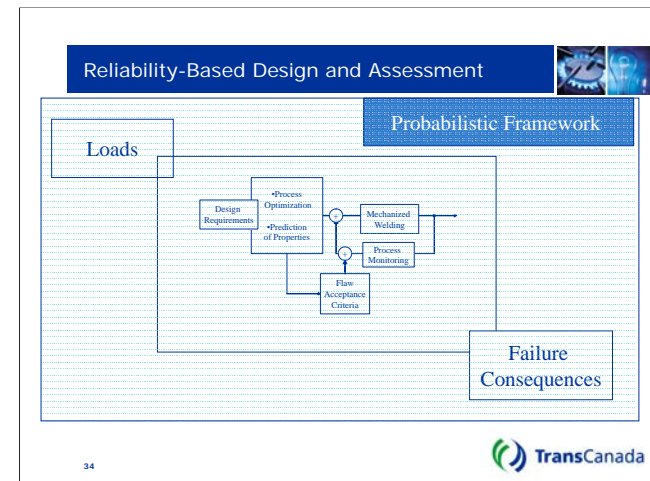 Reliability-Based Design and Assessment
Probabilistic Framework
Loads
•Process
Optimization
•Prediction
of Properties
Design
Requirements
+
Mechanized
Welding
+
Process
Monitoring
Flaw
Acceptance
Criteria
Failure
Consequences
34
TransCanada